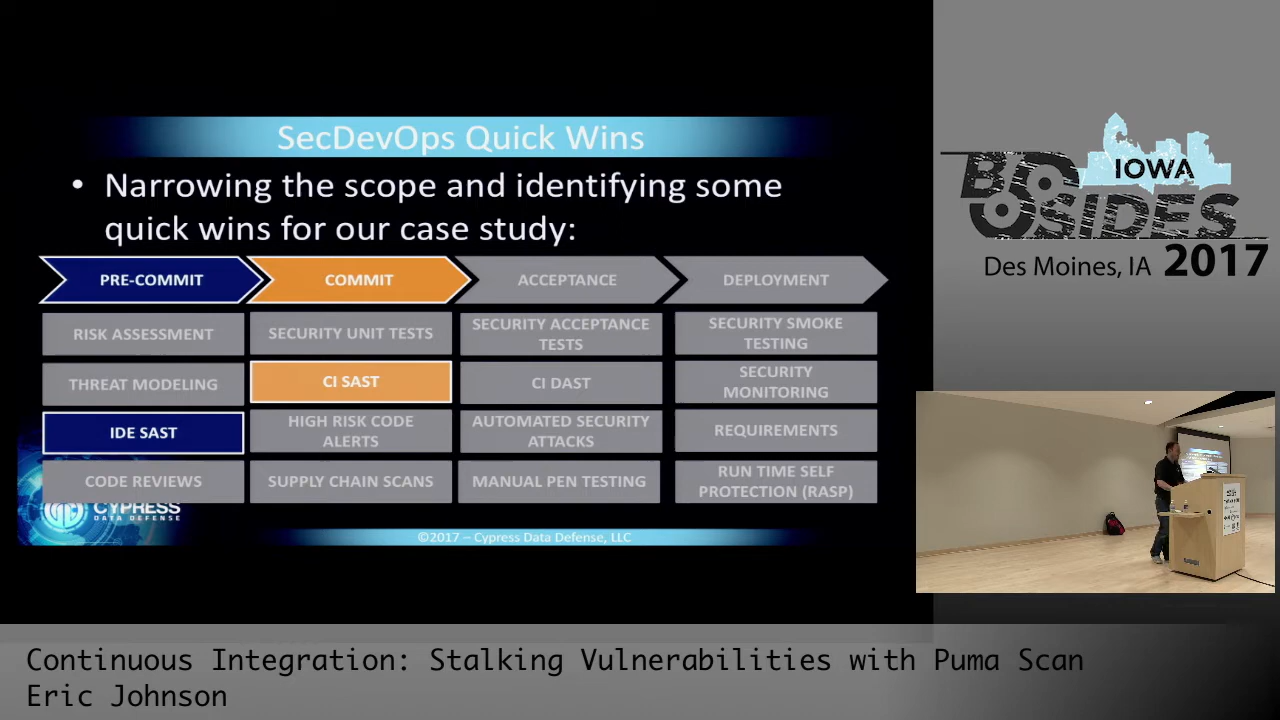 SecDevOps Quick Wins
• Narrowing the scope and identifying some
quick wins for our case study:
PRE-COMMIT
COMMIT
ACCEPTANCE
DEPLOYMENT
RISK ASSESSMENT
SECURITY UNIT TESTS
SECURITY ACCEPTANCE
TESTS
SECURITY SMOKE
TESTING
THREAT MODELING
CI SAST
CI DAST
SECURITY
MONITORING
IDE SAST
HIGH RISK CODE
ALERTS
AUTOMATED SECURITY
ATTACKS
REQUIREMENTS
CODE REVIEWS
SUPPLY CHAIN SCANS
MANUAL PEN TESTING
RUN TIME SELF
PROTECTION (RASP)
CYPRESS
DATA DEFENSE
©2017 – Cypress Data Defense, LLC
IOWA
BSIDES
Des Moines, IA 2017
Continuous Integration: Stalking Vulnerabilities with Puma Scan
Eric Johnson